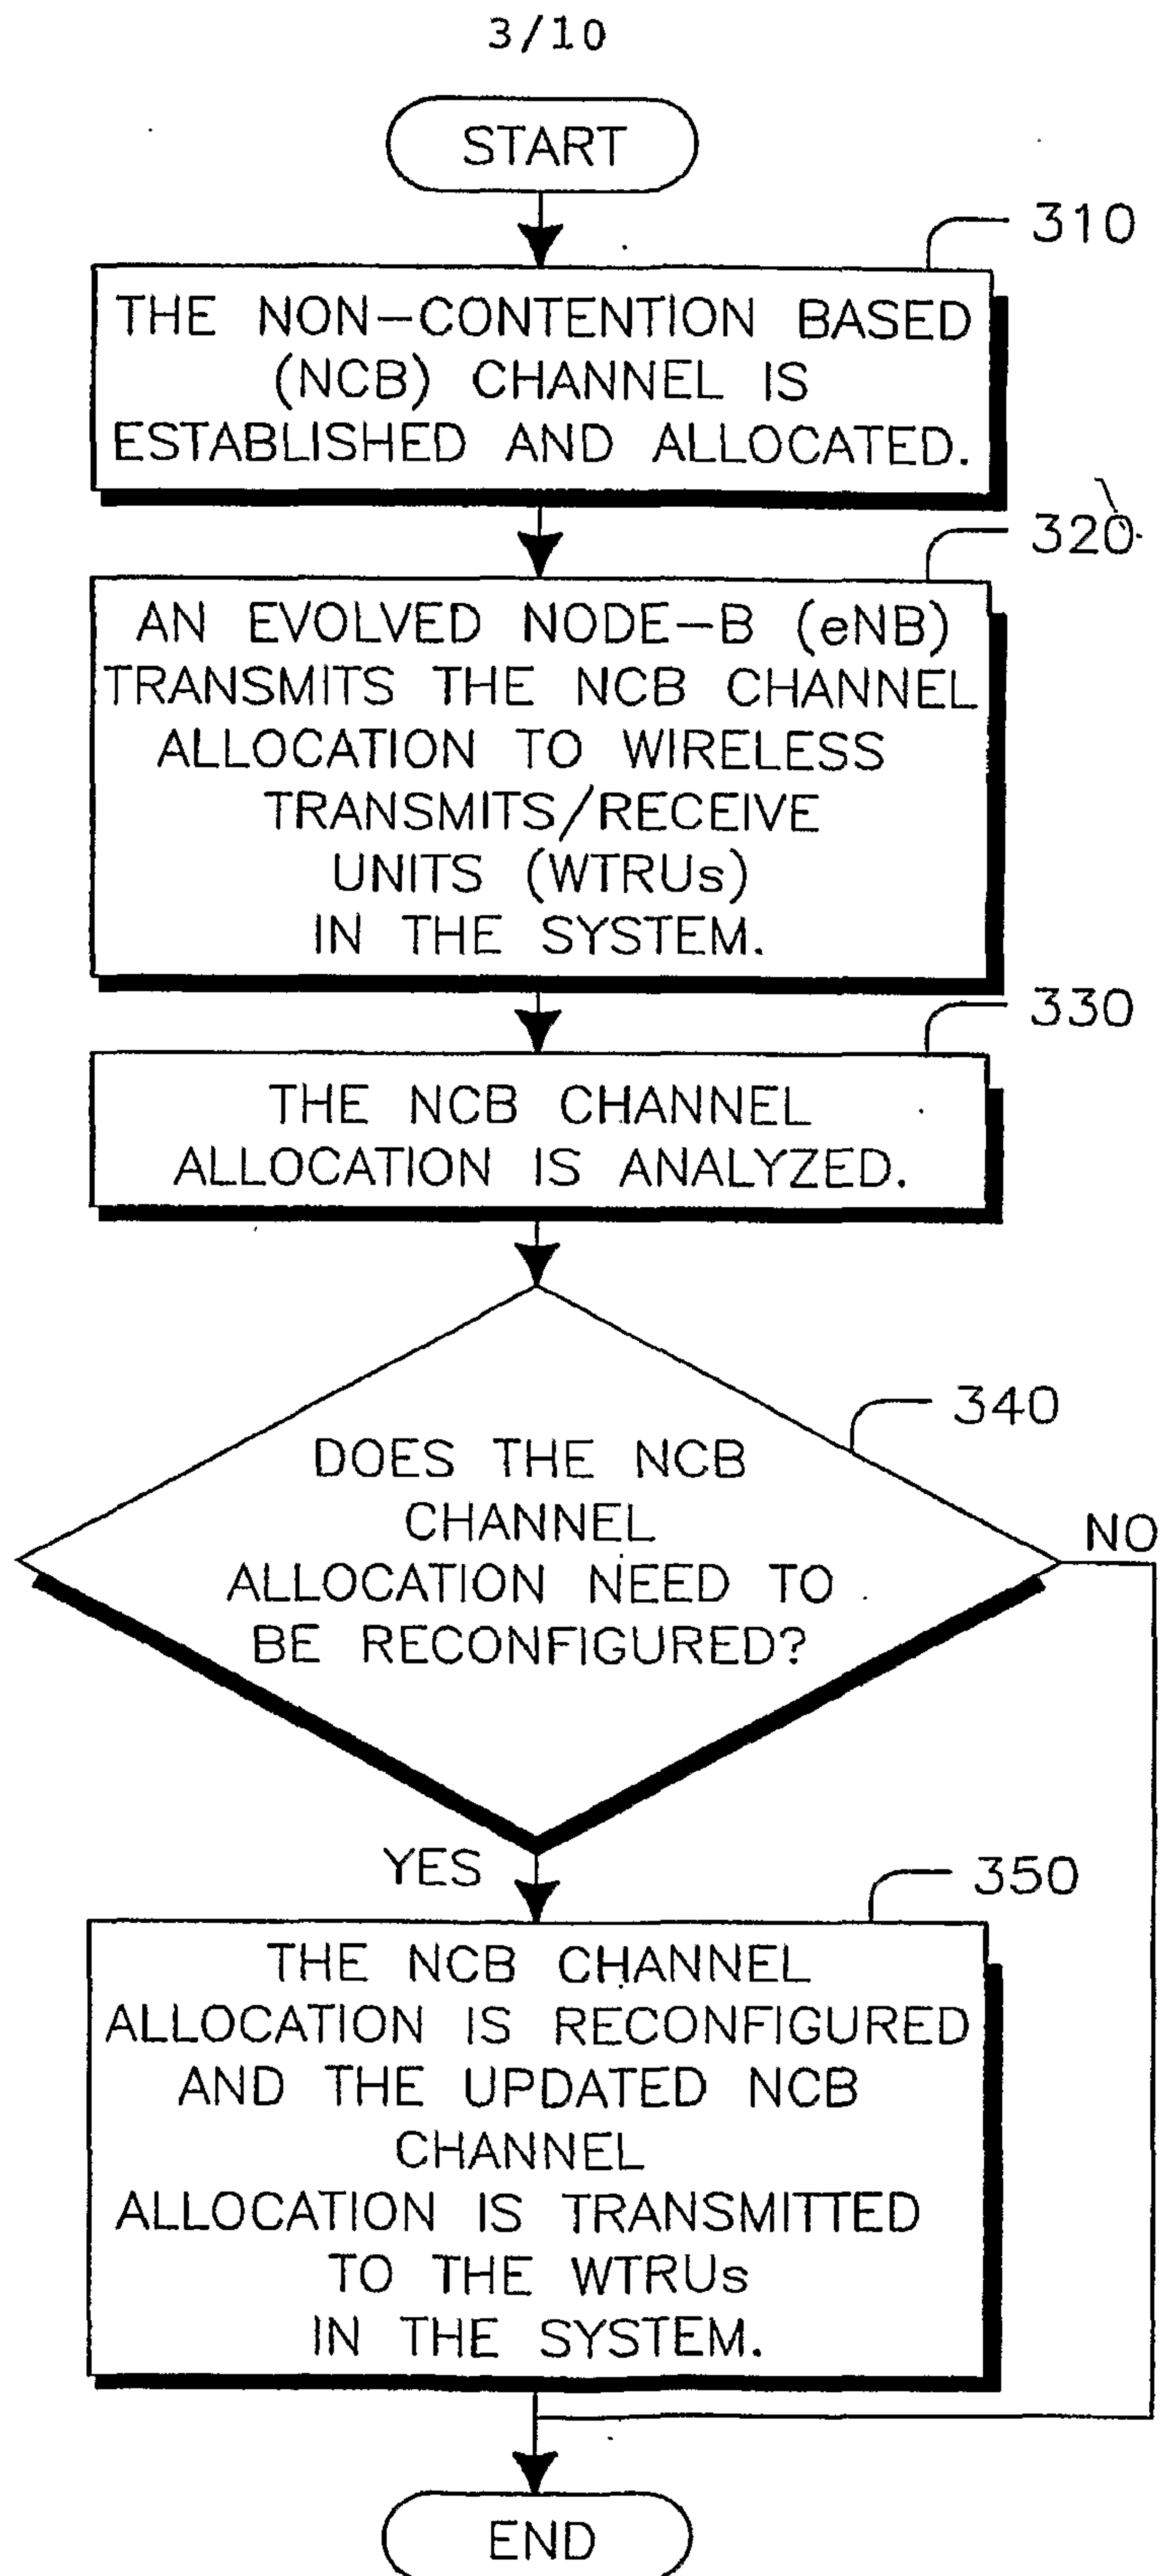 3/10
START
310
THE NON-CONTENTION BASED
(NCB) CHANNEL IS
ESTABLISHED AND ALLOCATED.
320
AN EVOLVED NODE-B (eNB)
TRANSMITS THE NCB CHANNEL
ALLOCATION TO WIRELESS
TRANSMITS/RECEIVE
UNITS (WTRUs)
IN THE SYSTEM.
330
THE NCB CHANNEL
ALLOCATION IS ANALYZED.
340
DOES THE NCB
CHANNEL
ALLOCATION NEED TO
BE RECONFIGURED?
NO
YES
350
THE NCB CHANNEL
ALLOCATION IS RECONFIGURED
AND THE UPDATED NCB
CHANNEL
ALLOCATION IS TRANSMITTED
TO THE WTRUs
IN THE SYSTEM.
END